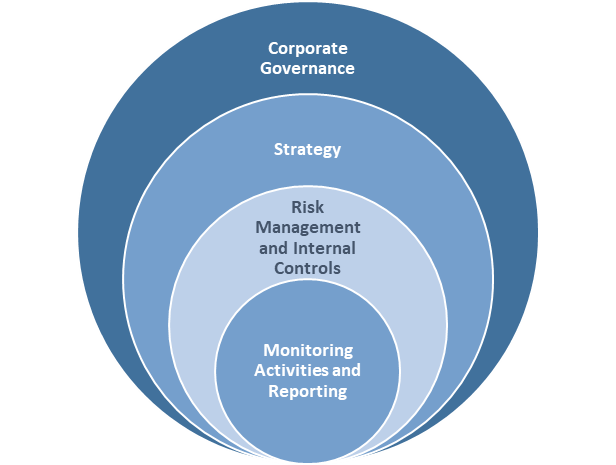 Corporate
Governance
Strategy
Risk
Management
and Internal
Controls
Monitoring
Activities and
Reporting